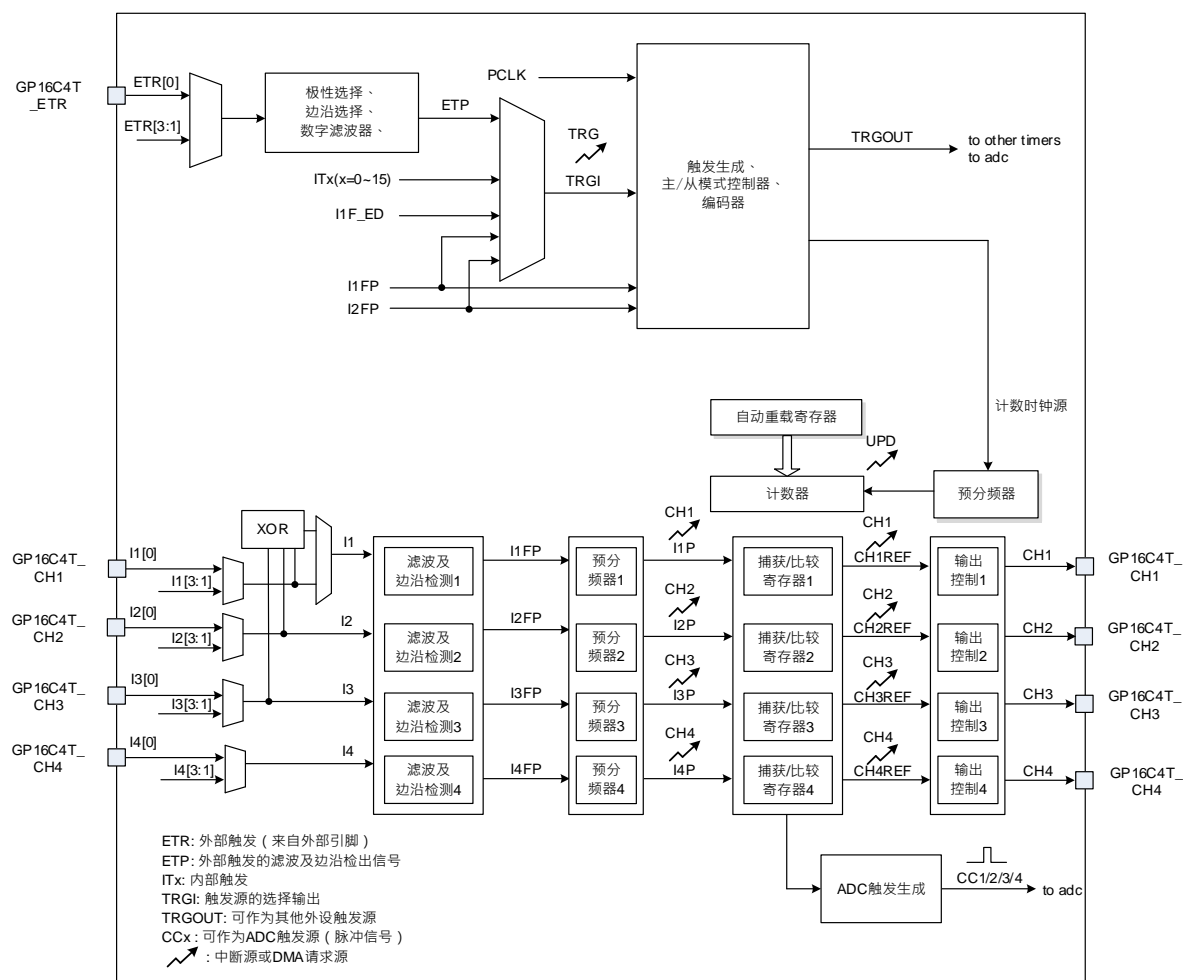 GP16C4T
_ETR
ETR[0]
ETR[3:1]
极性选择、
边沿选择、
数字滤波器、
ETP
PCLK
ITx(x=0~15)
I1F_ED
I1FP
I2FP
TRG
TRGI
触发生成、
主/从模式控制器、
编码器
TRGOUT
to other timers
to adc
计数时钟源
自动重载寄存器
UPD
计数器
预分频器
XOR
GP16C4T_
CH1
I1[0]
I1[3:1]
I1
滤波及
边沿检测1
I1FP
预分
频器1
CH1
I1P
捕获/比较
寄存器1
CH1
CH1REF
输出
控制1
CH1
GP16C4T_
CH1
GP16C4T_
CH2
I2[0]
I2[3:1]
I2
滤波及
边沿检测2
I2FP
预分
频器2
CH2
I2P
捕获/比较
寄存器2
CH2
CH2REF
输出
控制2
CH2
GP16C4T_
CH2
GP16C4T_
CH3
I3[0]
I3[3:1]
I3
滤波及
边沿检测3
I3FP
预分
频器3
CH3
I3P
捕获/比较
寄存器3
CH3
CH3REF
输出
控制3
CH3
GP16C4T_
CH3
GP16C4T_
CH4
I4[0]
I4[3:1]
I4
滤波及
边沿检测4
I4FP
预分
频器4
CH4
I4P
捕获/比较
寄存器4
CH4
CH4REF
输出
控制4
CH4
GP16C4T_
CH4
ADC触发生成
CC1/2/3/4
to adc
ETR: 外部触发（来自外部引脚）
ETP: 外部触发的滤波及边沿检出信号
ITx: 内部触发
TRGI: 触发源的选择输出
TRGOUT: 可作为其他外设触发源
CCx : 可作为ADC触发源（脉冲信号）
: 中断源或DMA请求源